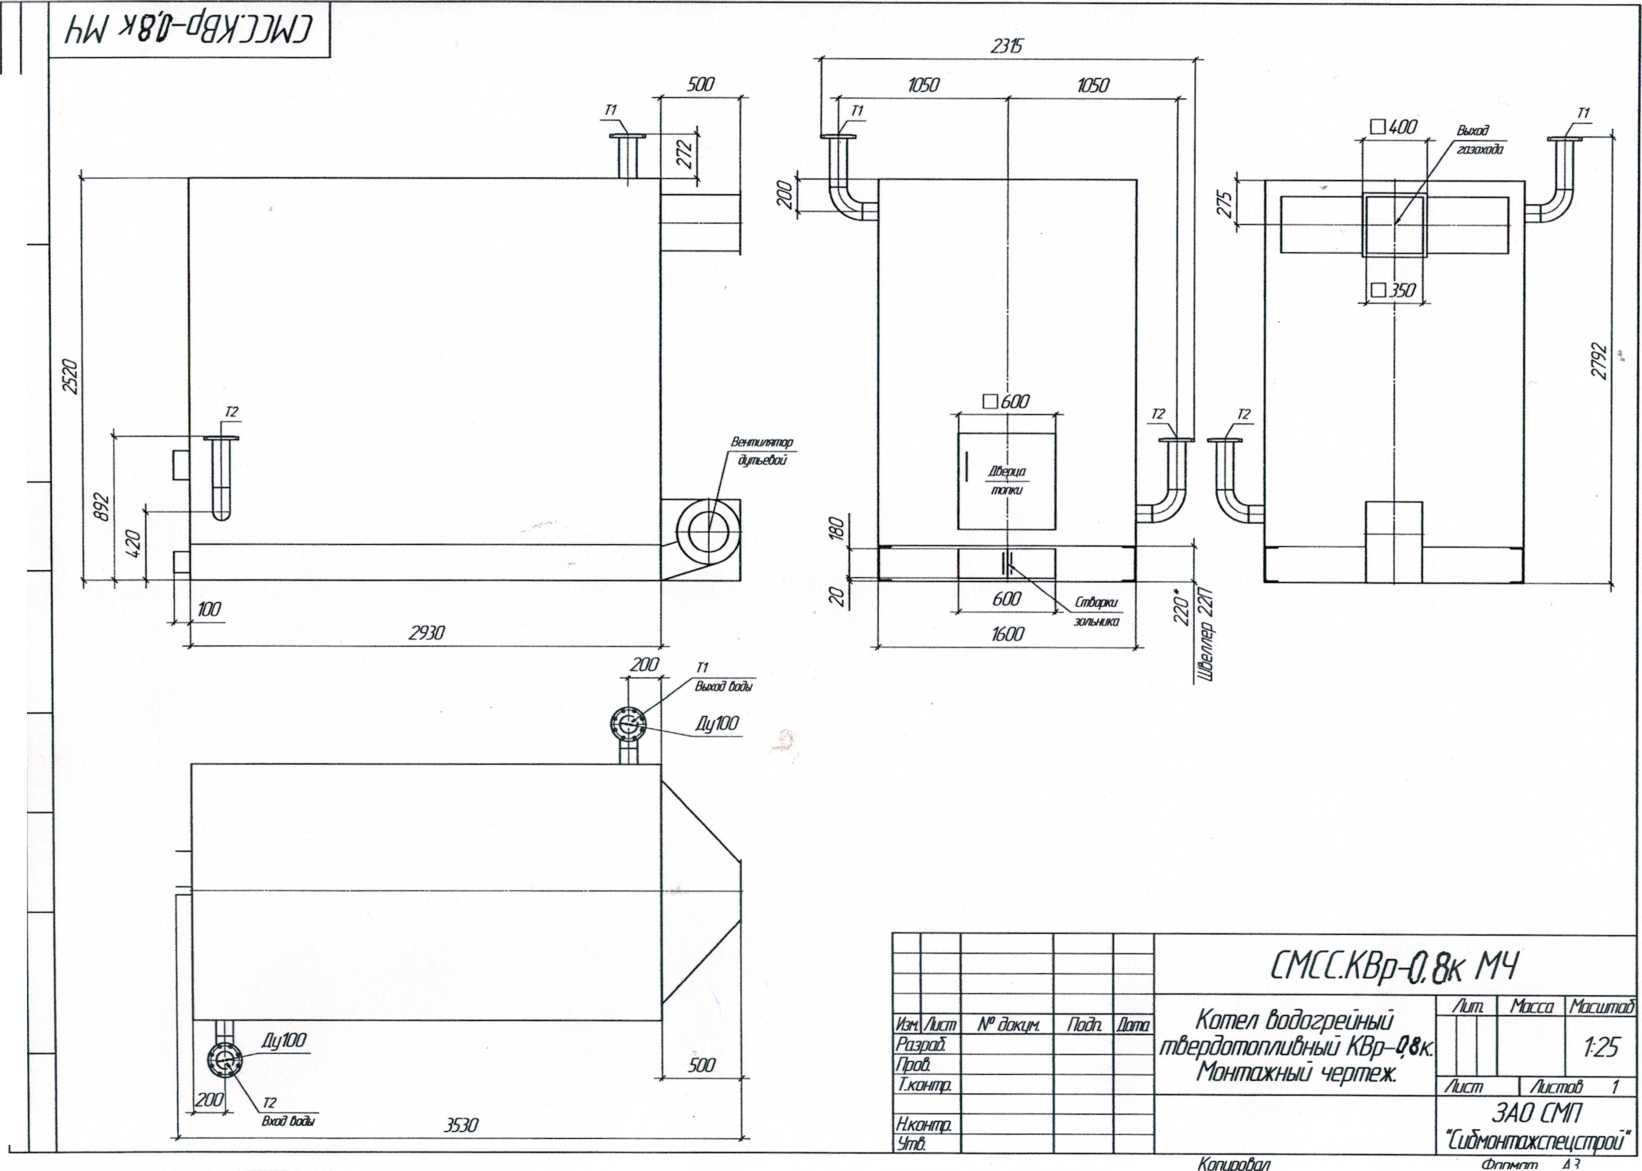 СМСС.КВр-0,8к МЧ
Т1
500
272
2520
Т2
892
420
100
2930
Вентилятор
дутьевой
2315
1050
1050
Т1
200
□600
Дверца
топки
Т2
180
20
600
1600
Створки
зольника
220*
Швеллер 22П
□400
Выход
газохода
Т1
275
□350
2792
Т2
200
Т1
Выход воды
Ду100
Ду100
Т2
Вход воды
200
500
3530
СМСС.КВр-0,8к МЧ
Изм.
Лист
№ докум.
Подп.
Дата
Разраб.
Пров.
Т.контр.
Н.контр.
Утв.
Котел водогрейный
твердотопливный КВр-0,8к.
Монтажный чертеж.
Лит.
Масса
Масштаб
1:25
Лист
Листов 1
ЗАО СМП
"Сибмонтажспецстрой"
Копировал
Формат А3